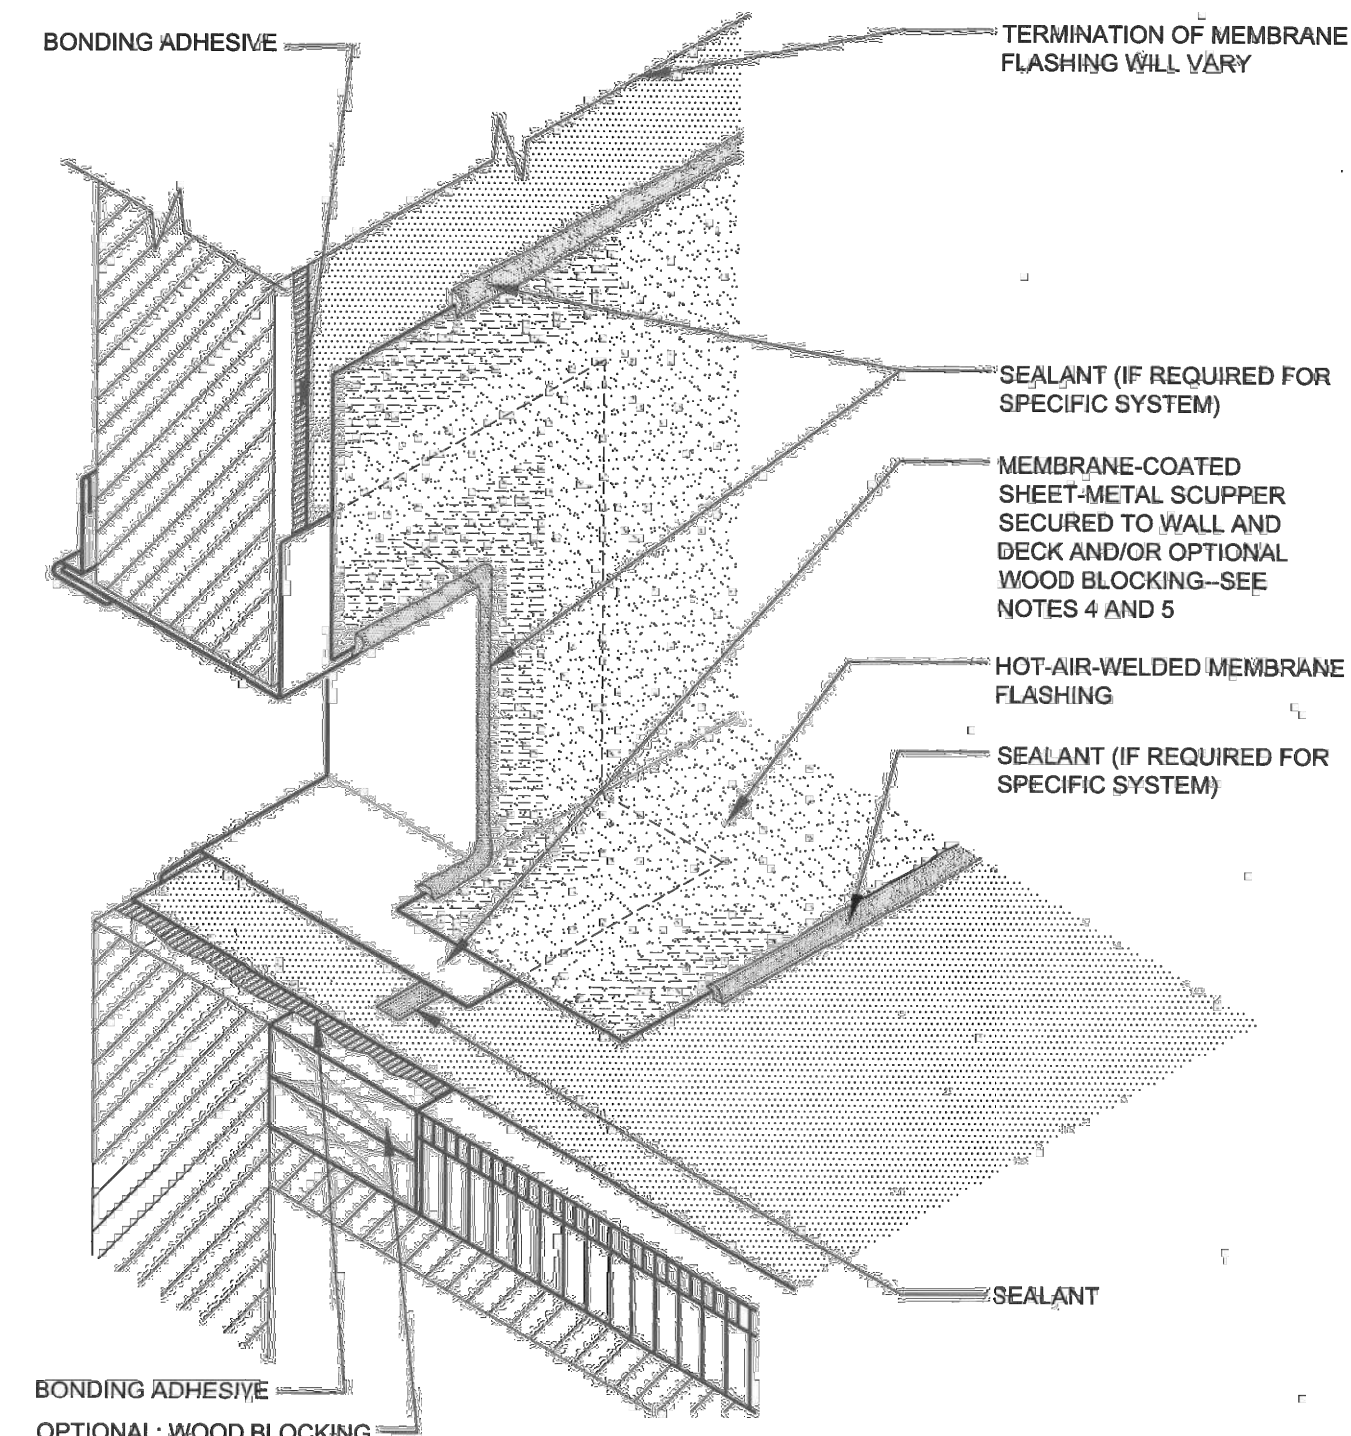 BONDING ADHESIVE
TERMINATION OF MEMBRANE
FLASHING WILL VARY
SEALANT (IF REQUIRED FOR
SPECIFIC SYSTEM)
MEMBRANE-COATED
SHEET-METAL SCUPPER
SECURED TO WALL AND
DECK AND/OR OPTIONAL
WOOD BLOCKING--SEE
NOTES 4 AND 5
HOT-AIR-WELDED MEMBRANE
FLASHING
SEALANT (IF REQUIRED FOR
SPECIFIC SYSTEM)
SEALANT
BONDING ADHESIVE
OPTIONAL: WOOD BLOCKING